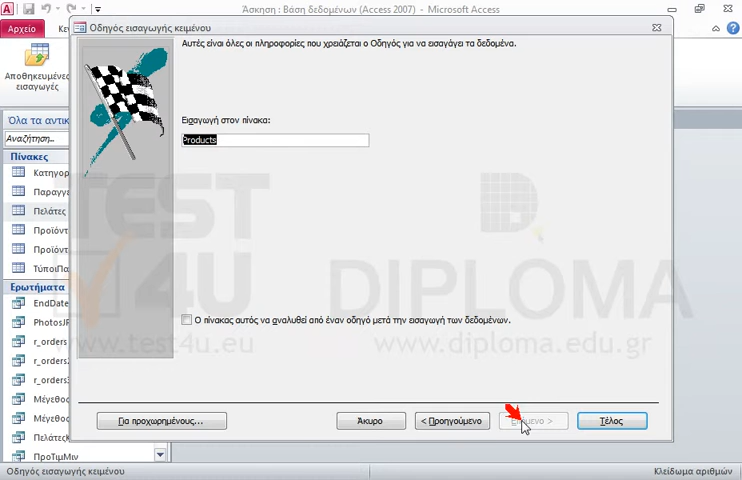 Άσκηση : Βάση δεδομένων (Access 2007) - Microsoft Access
Αρχείο
Οδηγός εισαγωγής κειμένου
Αυτές είναι όλες οι πληροφορίες που χρειάζεται ο Οδηγός για να εισαγάγει τα δεδομένα.
Αποθηκευμένες
εισαγωγές
Όλα τα αντικ
Εισαγωγή στον πίνακα:
Αναζήτηση...
Products
Πίνακες
Κατηγορ
Παραγγε
Πελάτες
Προϊόντ
Προϊόντ
ΤύποιΠα
Ερωτήματα
EndDate
PhotosJP
r_orders
r_orders
r_orders
Μέγεθος
Μέγεθος
Πελάτες
ΠροΤιμΜιν
TEST
4U
www.test4u.eu
DIPLOMA
www.diploma.edu.gr
Ο πίνακας αυτός να αναλυθεί από έναν οδηγό μετά την εισαγωγή των δεδομένων.
Για προχωρημένους...
Άκυρο
< Προηγούμενο
Επόμενο >
Τέλος
Οδηγός εισαγωγής κειμένου
Κλείδωμα αριθμών